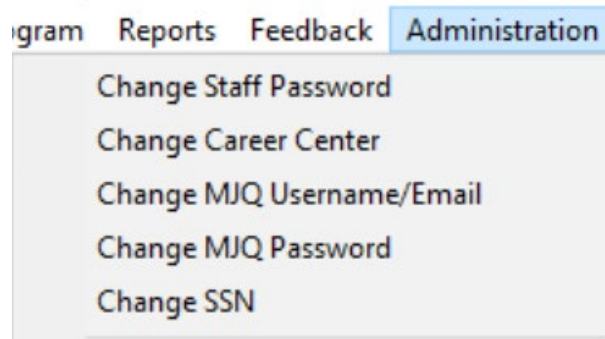 ogram Reports Feedback Administration
Change Staff Password
Change Career Center
Change MJQ Username/Email
Change MJQ Password
Change SSN